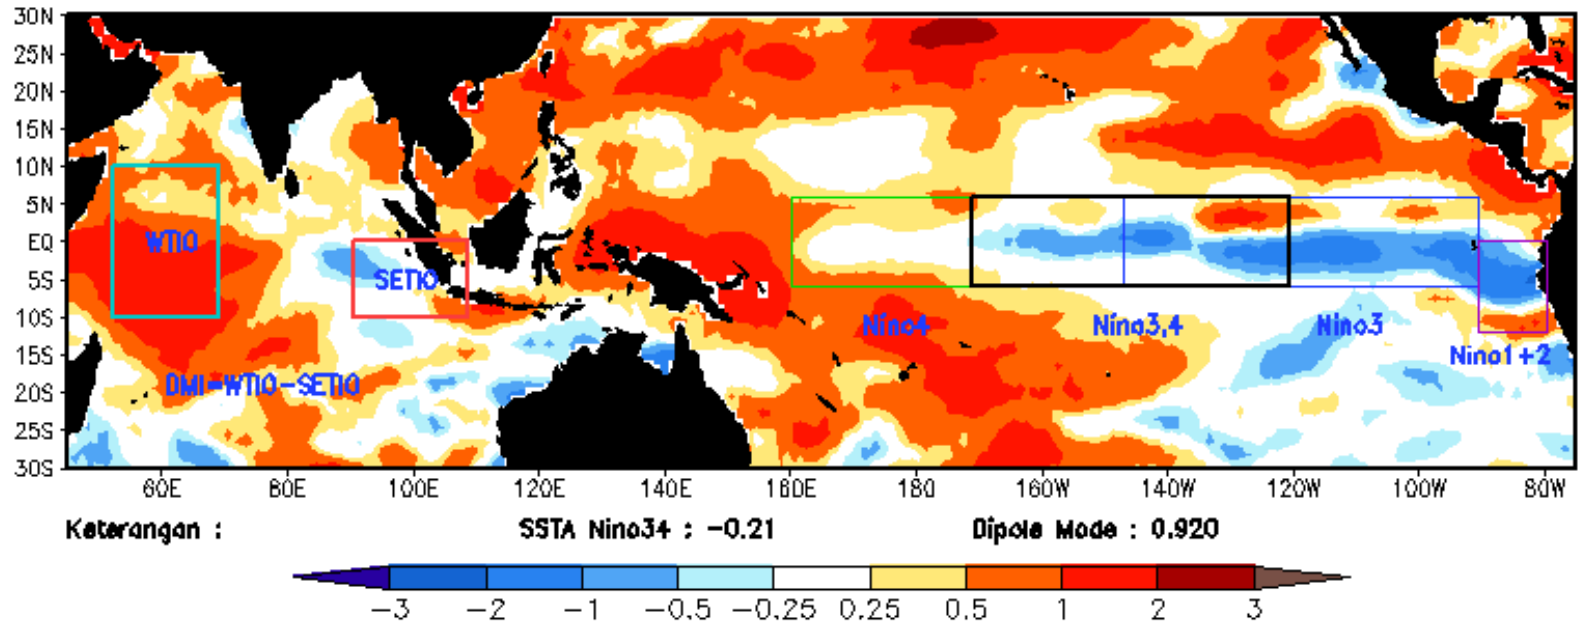 30N
25N
20N
15N
10N
5N
EQ
5S
10S
15S
20S
25S
30S
WTIO
SETIO
DMI=WTIO-SETIO
Nino4
Nino3,4
Nino3
Nino1+2
60E 80E 100E 120E 140E 160E 180 160W 140W 120W 100W 80W
Keterangan : SSTA Nino34 : -0.21 Dipole Mode : 0.920
-3 -2 -1 -0.5 -0.25 0.25 0.5 1 2 3